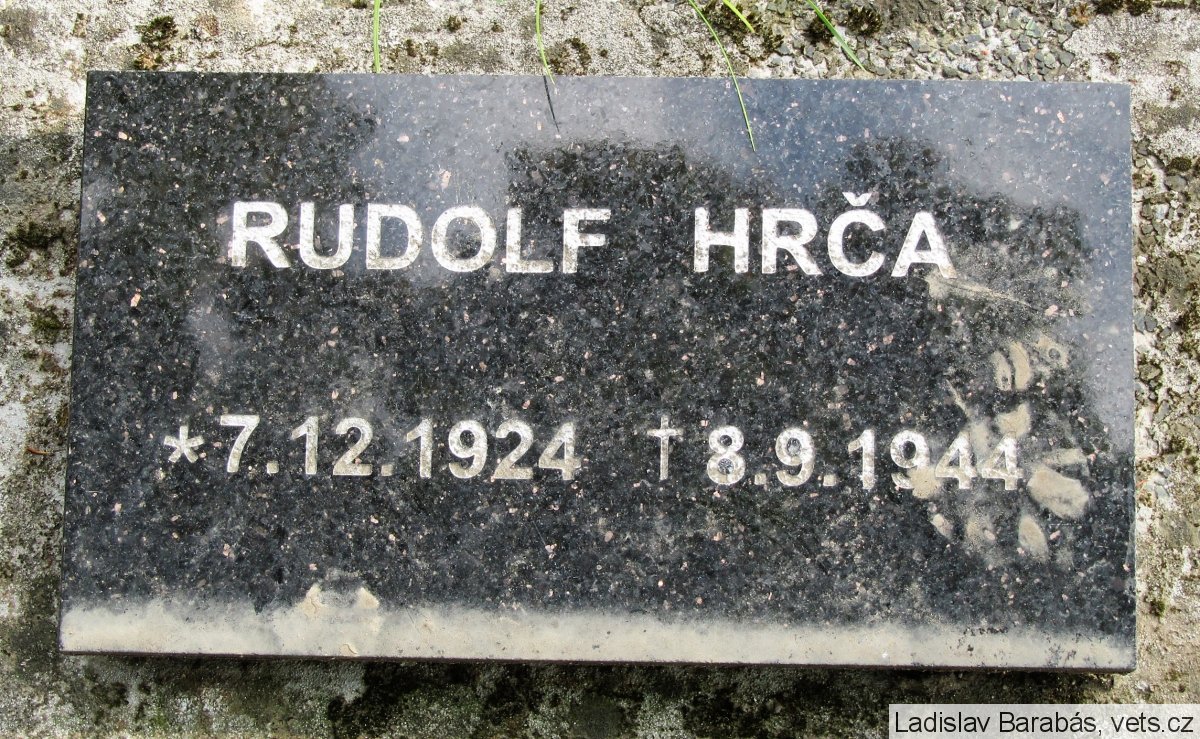 RUDOLF HRČA
*7.12.1924 †8.9.1944
Ladislav Barabás, vets.cz